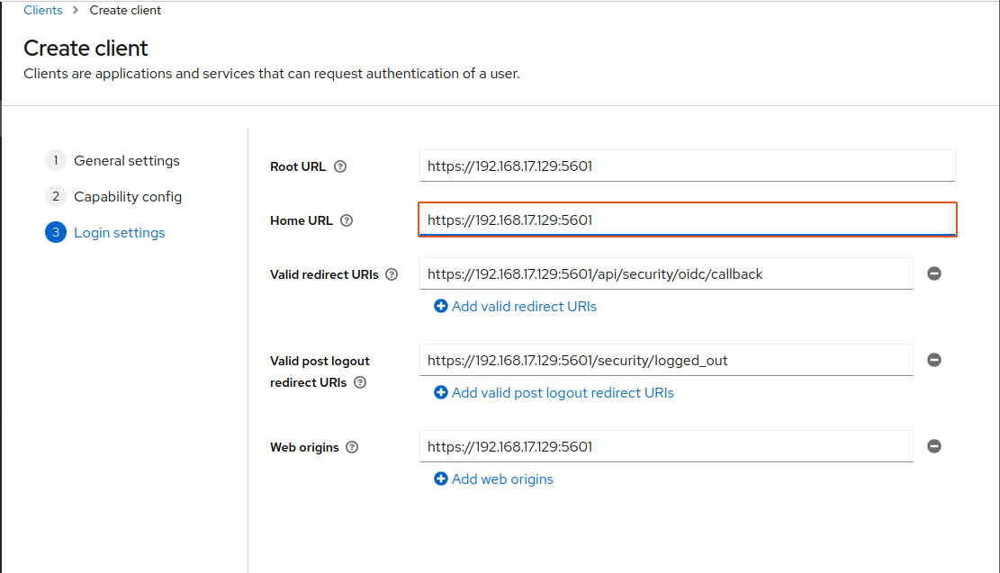 Clients > Create client
Create client
Clients are applications and services that can request authentication of a user.
1 General settings
2 Capability config
3 Login settings
Root URL ? https://192.168.17.129:5601
Home URL ? https://192.168.17.129:5601
Valid redirect URIs ? https://192.168.17.129:5601/api/security/oidc/callback
Add valid redirect URIs
Valid post logout
redirect URIs ? https://192.168.17.129:5601/security/logged_out
Add valid post logout redirect URIs
Web origins ? https://192.168.17.129:5601
Add web origins